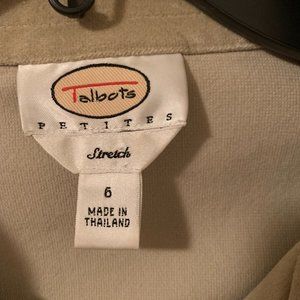 Talbots
PETITES
Stretch
6
MADE IN
THAILAND